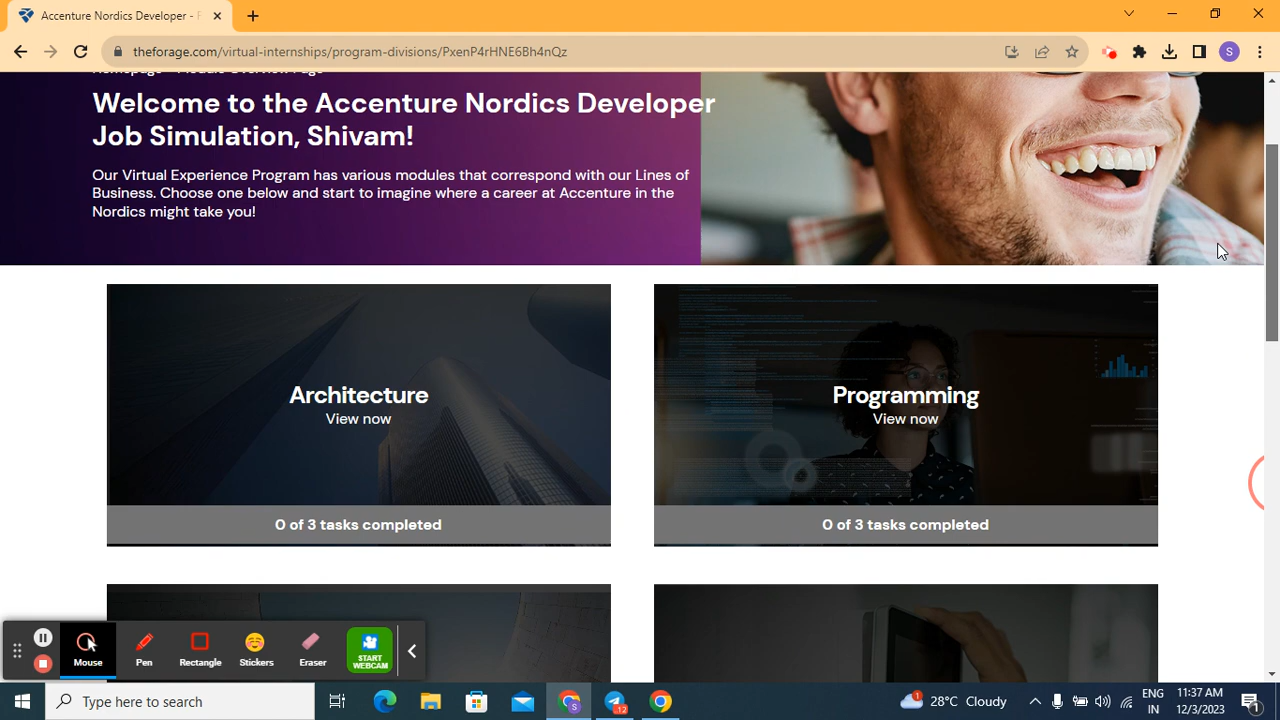 Accenture Nordics Developer - F
theforage.com/virtual-internships/program-divisions/PxenP4rHNE6Bh4nQz
S
Welcome to the Accenture Nordics Developer
Job Simulation, Shivam!
Our Virtual Experience Program has various modules that correspond with our Lines of
Business. Choose one below and start to imagine where a career at Accenture in the
Nordics might take you!
Architecture
View now
0 of 3 tasks completed
Programming
View now
0 of 3 tasks completed
Mouse
Pen
Rectangle
Stickers
Eraser
START
WEBCAM
Type here to search
S
12
1
28°C Cloudy
ENG
IN
11:37 AM
12/3/2023
1